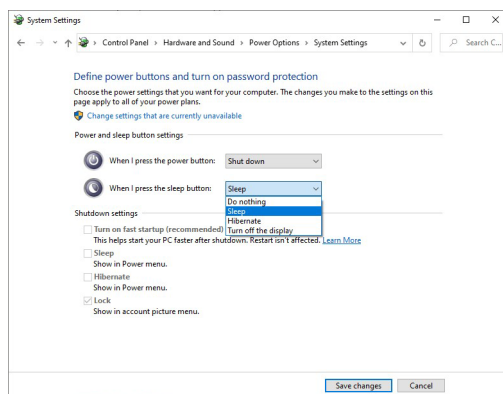 System Settings
Control Panel > Hardware and Sound > Power Options > System Settings
Search C...
Define power buttons and turn on password protection
Choose the power settings that you want for your computer. The changes you make to the settings on this
page apply to all of your power plans.
Change settings that are currently unavailable
Power and sleep button settings
When I press the power button: Shut down
When I press the sleep button: Sleep
Do nothing
Sleep
Hibernate
Turn off the display
Shutdown settings
Turn on fast startup (recommended)
This helps start your PC faster after shutdown. Restart isn't affected. Learn More
Sleep
Show in Power menu.
Hibernate
Show in Power menu.
Lock
Show in account picture menu.
Save changes Cancel